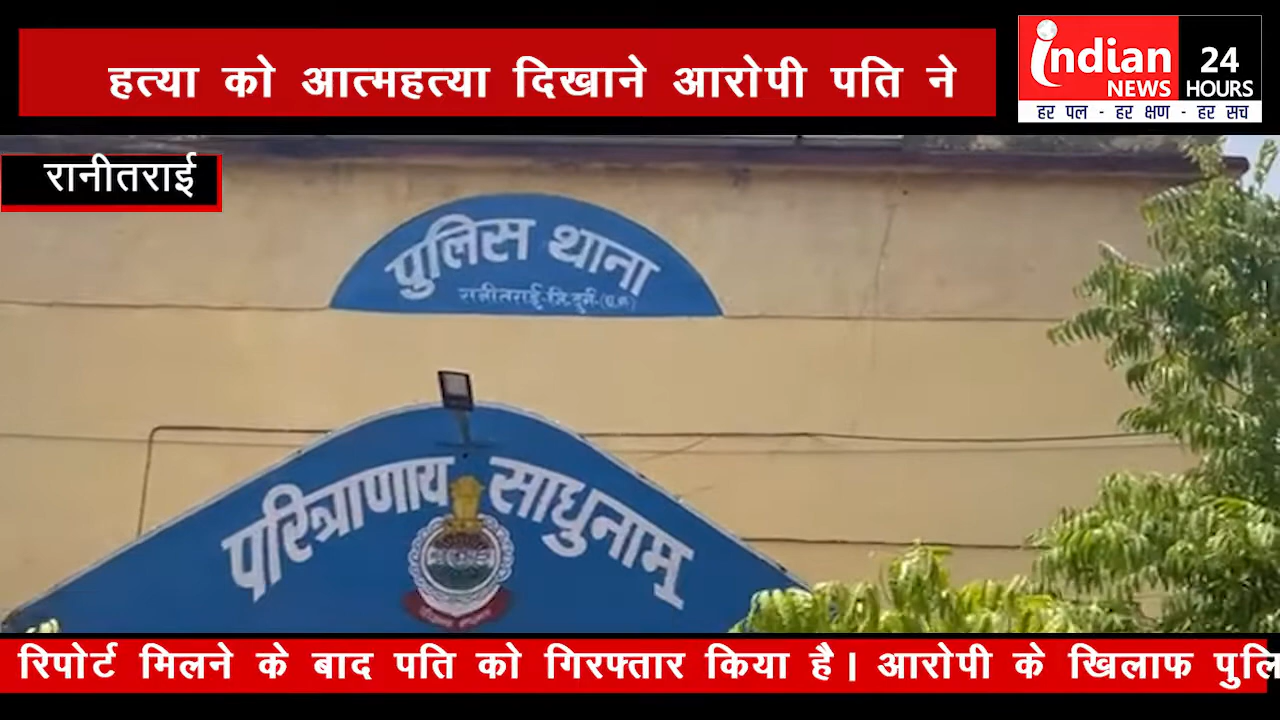 हत्या को आत्महत्या दिखाने आरोपी पति ने
indian
NEWS
24
HOURS
हर पल - हर क्षण - हर सच
रानीतराई
पुलिस थाना
रानीतराई-जि.दुर्ग-(छ.ग.)
परित्राणाय साधुनाम्
रिपोर्ट मिलने के बाद पति को गिरफ्तार किया है। आरोपी के खिलाफ पुलि